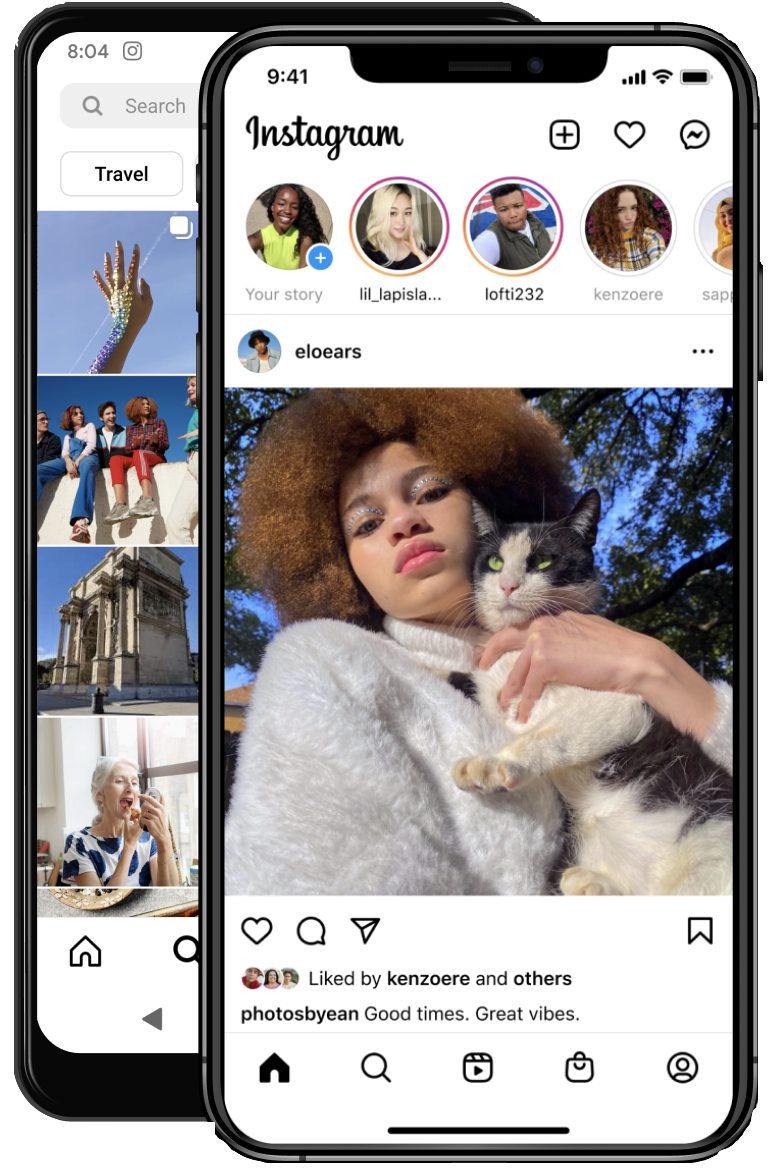 8:04
Search
Travel
9:41
Instagram
Your story
lil_lapisla...
lofti232
kenzoere
sapp
eloears
Liked by kenzoere and others
photosbyean Good times. Great vibes.